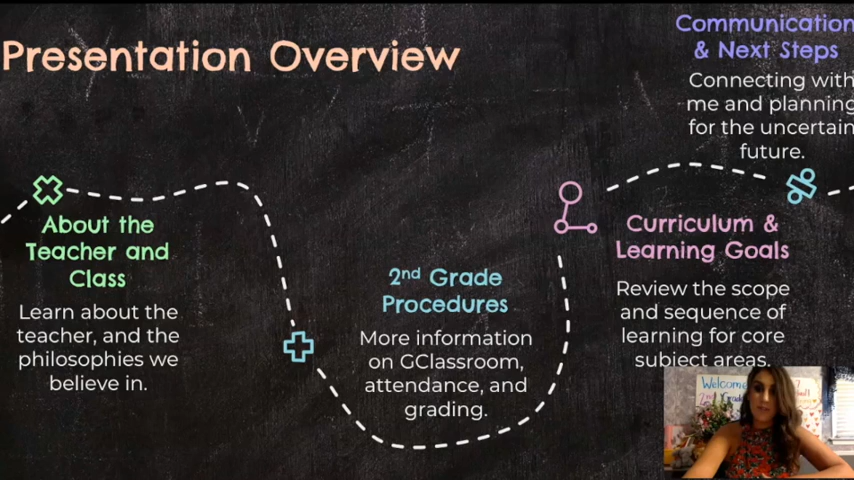 Presentation Overview
About the
Teacher and
Class
Learn about the
teacher, and the
philosophies we
believe in.
2nd Grade
Procedures
More information
on GClassroom,
attendance, and
grading.
Curriculum &
Learning Goals
Review the scope
and sequence of
learning for core
subject areas.
Communication
& Next Steps
Connecting with
me and planning
for the uncertain
future.
Welcome
2nd Grade